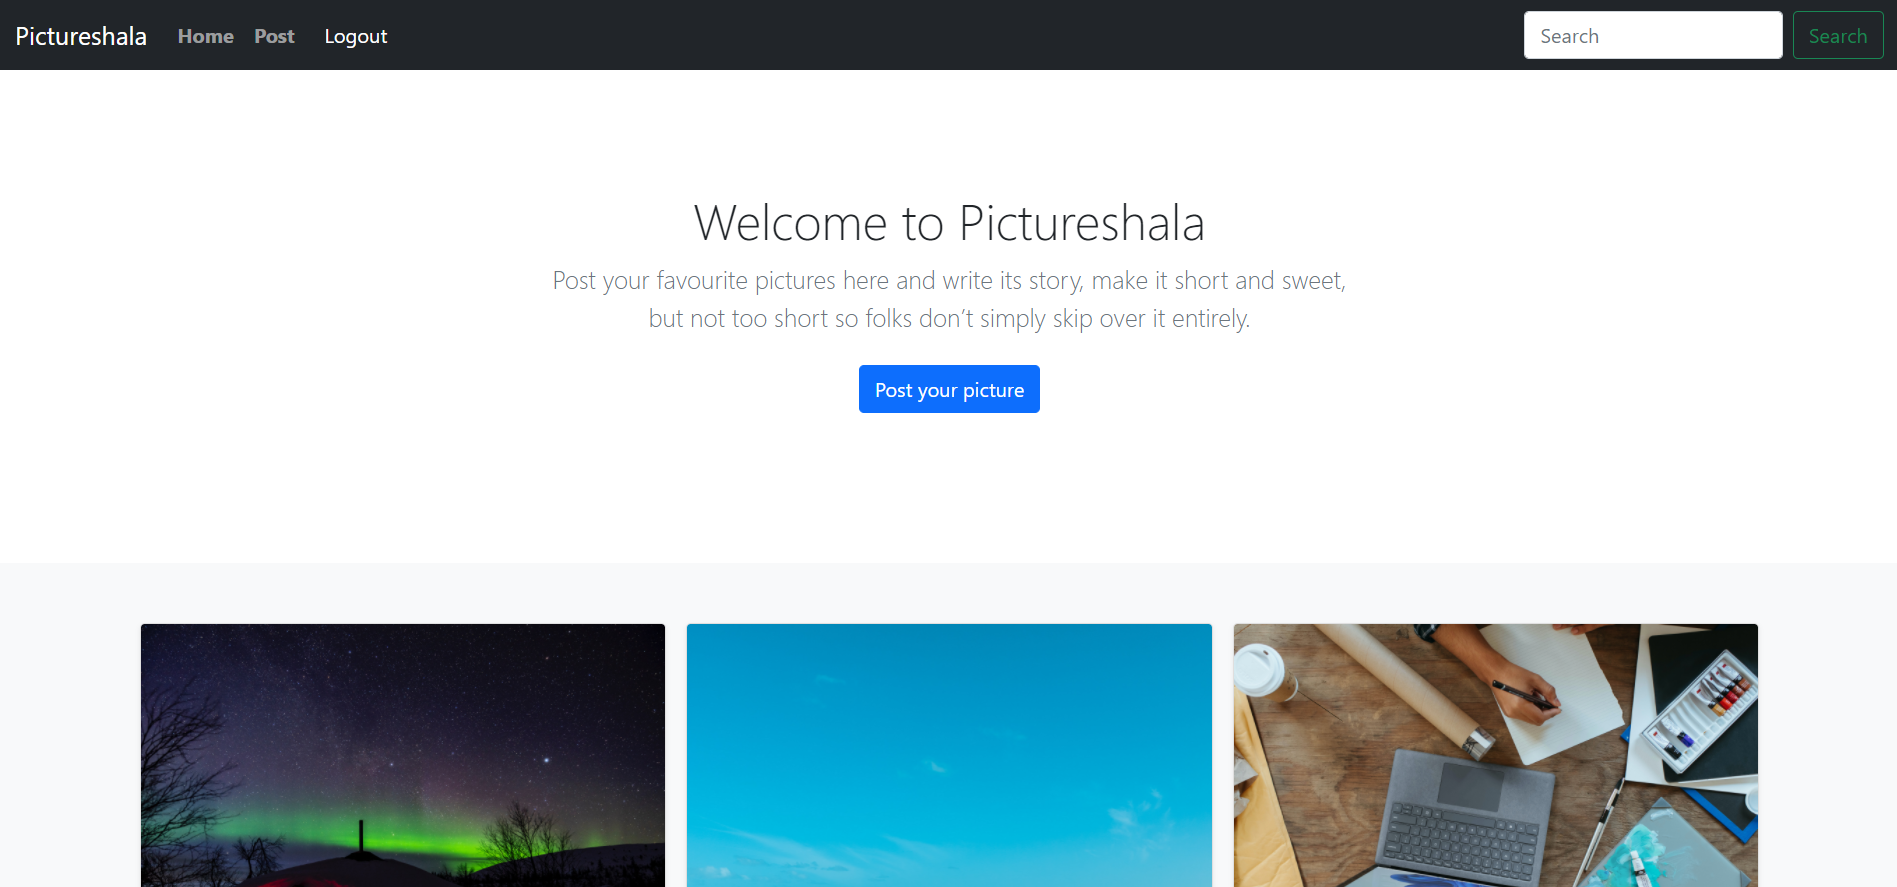 Pictureshala Home Post Logout Search Search
Welcome to Pictureshala
Post your favourite pictures here and write its story, make it short and sweet,
but not too short so folks don’t simply skip over it entirely.
Post your picture